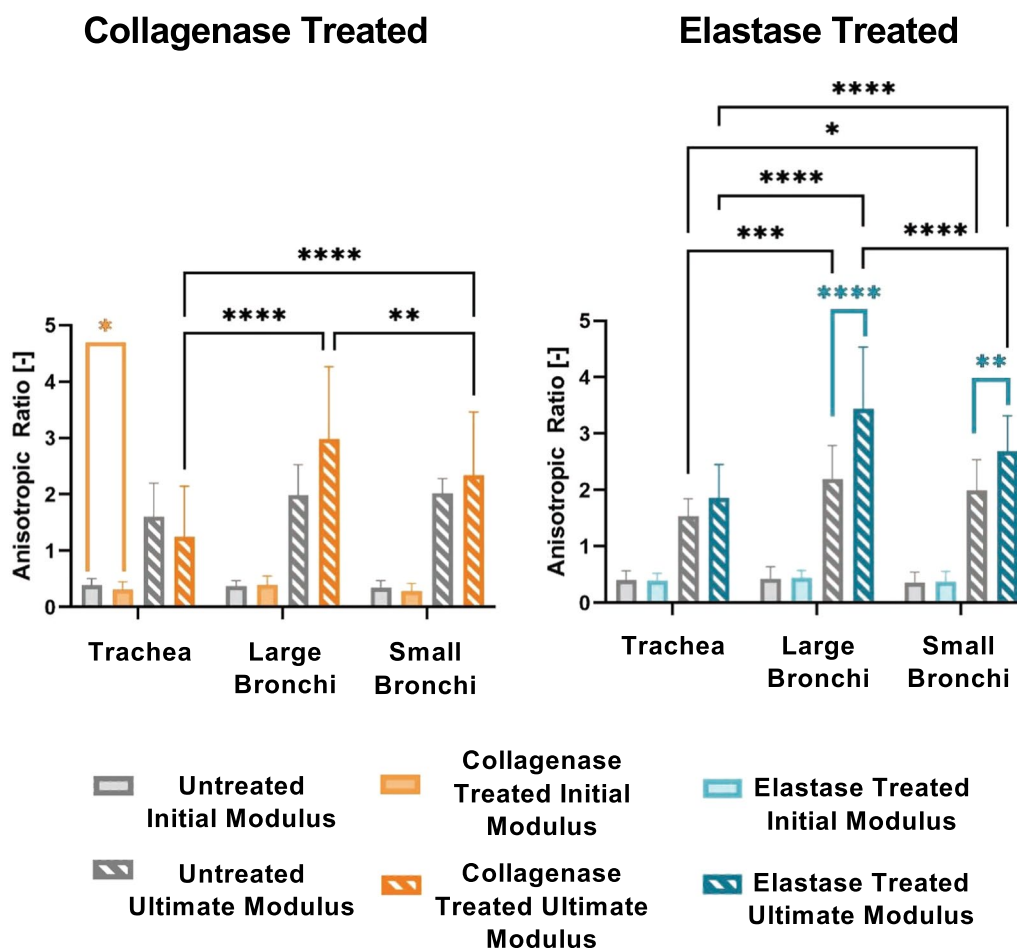 Collagenase Treated
Elastase Treated
****
****
**
*
5
4
3
2
1
0
Anisotropic Ratio [-]
Trachea
Large
Bronchi
Small
Bronchi
****
*
****
***
****
****
**
5
4
3
2
1
0
Anisotropic Ratio [-]
Trachea
Large
Bronchi
Small
Bronchi
Untreated
Initial Modulus
Collagenase
Treated Initial
Modulus
Elastase Treated
Initial Modulus
Untreated
Ultimate Modulus
Collagenase
Treated Ultimate
Modulus
Elastase Treated
Ultimate Modulus